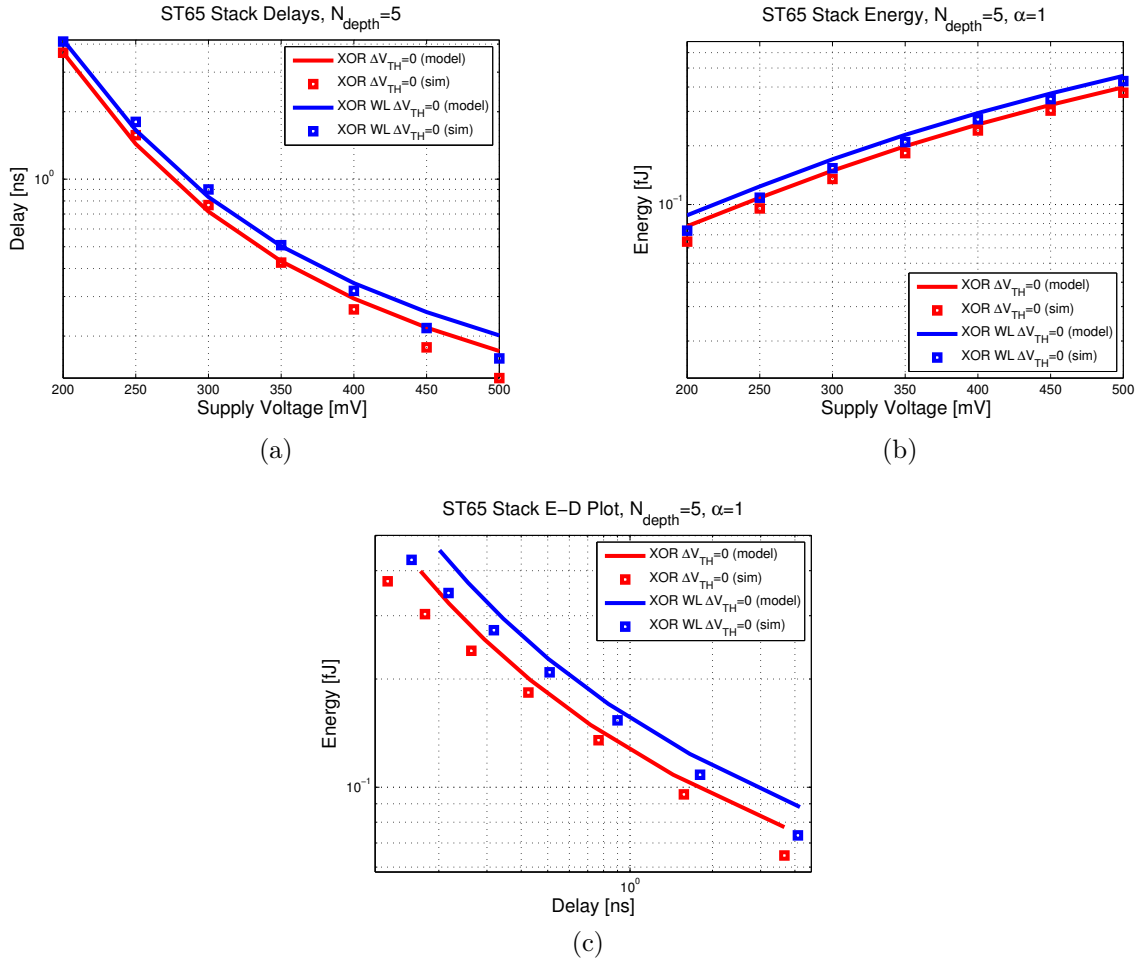 ST65 Stack Delays, N_depth=5
XOR ΔV_TH=0 (model)
XOR ΔV_TH=0 (sim)
XOR WL ΔV_TH=0 (model)
XOR WL ΔV_TH=0 (sim)
10^0
Delay [ns]
200 250 300 350 400 450 500
Supply Voltage [mV]
(a)
ST65 Stack Energy, N_depth=5, α=1
10^-1
Energy [fJ]
XOR ΔV_TH=0 (model)
XOR ΔV_TH=0 (sim)
XOR WL ΔV_TH=0 (model)
XOR WL ΔV_TH=0 (sim)
200 250 300 350 400 450 500
Supply Voltage [mV]
(b)
ST65 Stack E-D Plot, N_depth=5, α=1
XOR ΔV_TH=0 (model)
XOR ΔV_TH=0 (sim)
XOR WL ΔV_TH=0 (model)
XOR WL ΔV_TH=0 (sim)
Energy [fJ]
10^-1
10^0
Delay [ns]
(c)